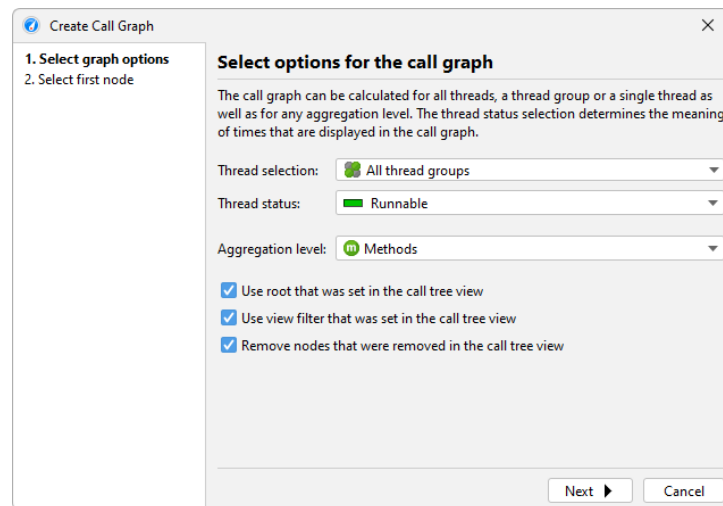 Create Call Graph
1. Select graph options
2. Select first node
Select options for the call graph
The call graph can be calculated for all threads, a thread group or a single thread as
well as for any aggregation level. The thread status selection determines the meaning
of times that are displayed in the call graph.
Thread selection: All thread groups
Thread status: Runnable
Aggregation level: m Methods
Use root that was set in the call tree view
Use view filter that was set in the call tree view
Remove nodes that were removed in the call tree view
Next Cancel